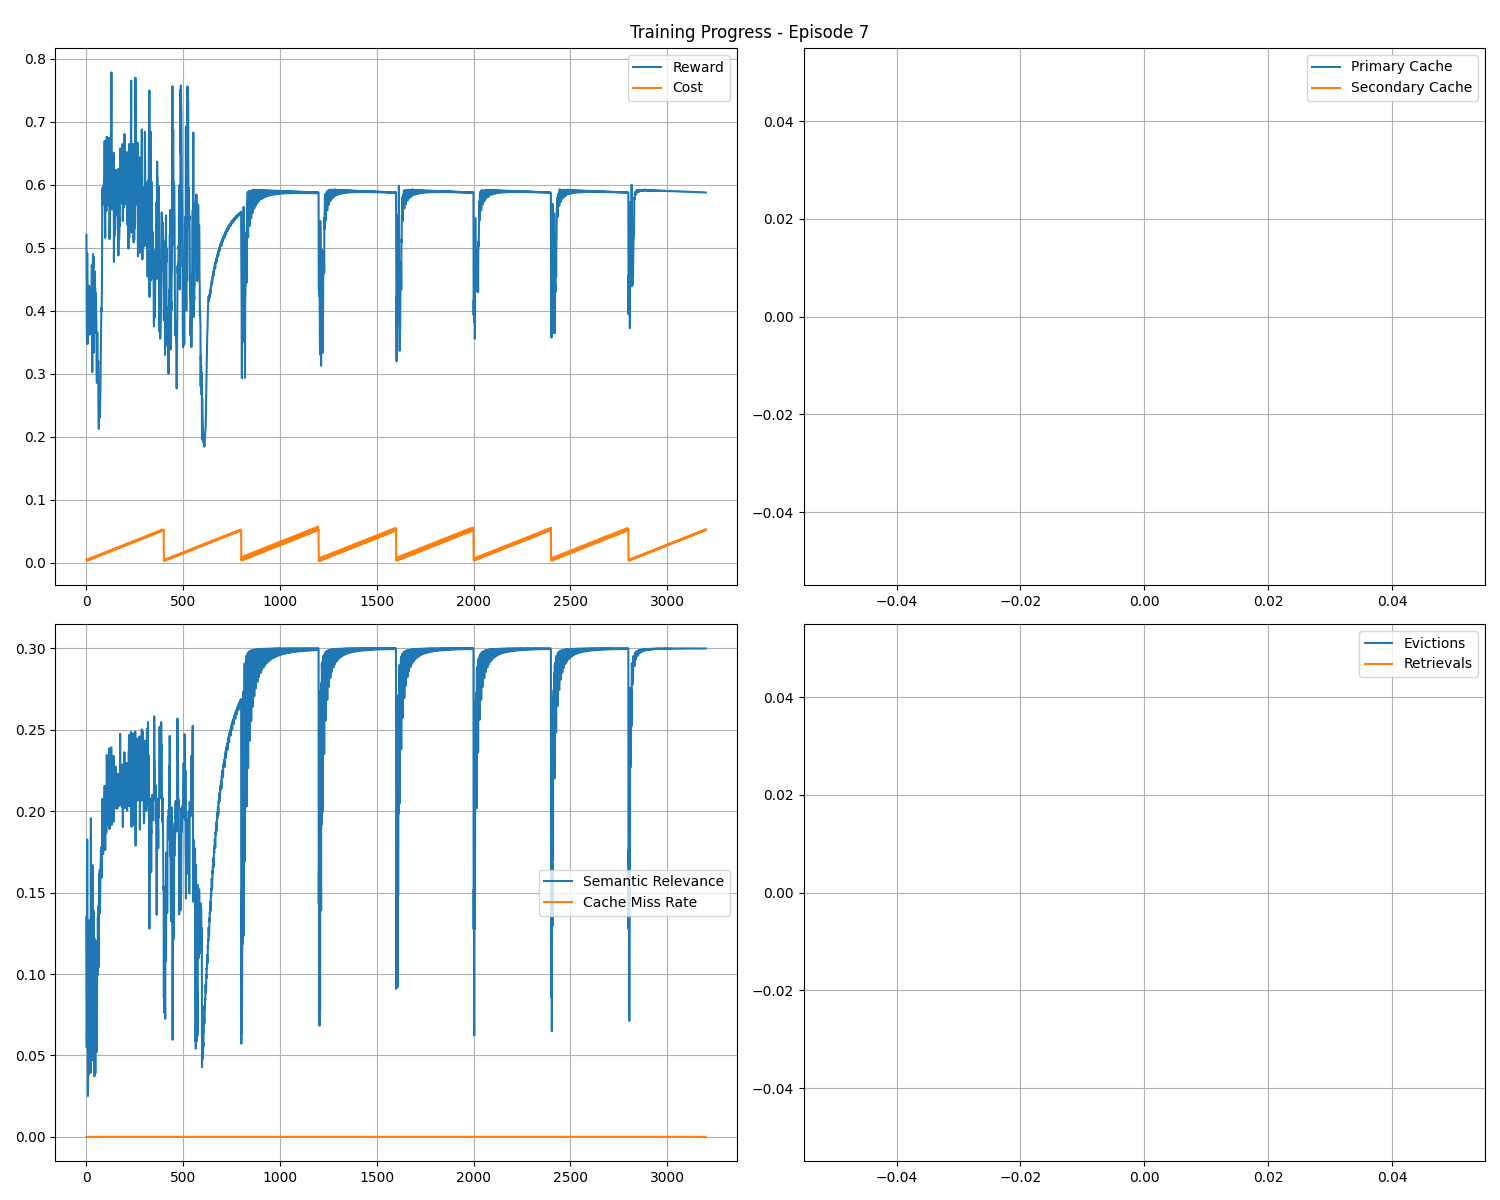 Training Progress - Episode 7
0.8
0.7
0.6
0.5
0.4
0.3
0.2
0.1
0.0
Reward
Cost
0 500 1000 1500 2000 2500 3000
0.04
0.02
0.00
−0.02
−0.04
Primary Cache
Secondary Cache
−0.04 −0.02 0.00 0.02 0.04
0.30
0.25
0.20
0.15
0.10
0.05
0.00
Semantic Relevance
Cache Miss Rate
0 500 1000 1500 2000 2500 3000
0.04
0.02
0.00
−0.02
−0.04
Evictions
Retrievals
−0.04 −0.02 0.00 0.02 0.04